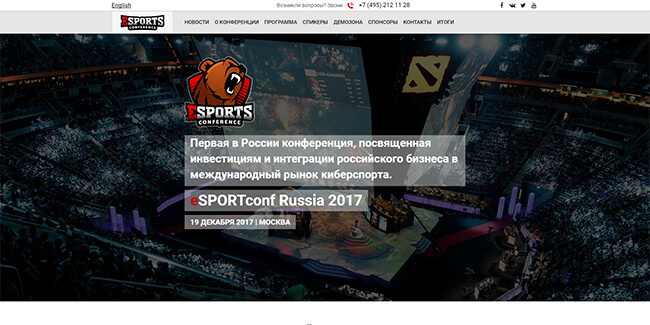 English
Возникли вопросы? Звони
+7 (495) 212 11 28
ESPORTS
CONFERENCE
НОВОСТИ О КОНФЕРЕНЦИИ ПРОГРАММА СПИКЕРЫ ДЕМОЗОНА СПОНСОРЫ КОНТАКТЫ ИТОГИ
ESPORTS
CONFERENCE
Первая в России конференция, посвященная
инвестициям и интеграции российского бизнеса в
международный рынок киберспорта.
eSPORTconf Russia 2017
19 ДЕКАБРЯ 2017 | МОСКВА